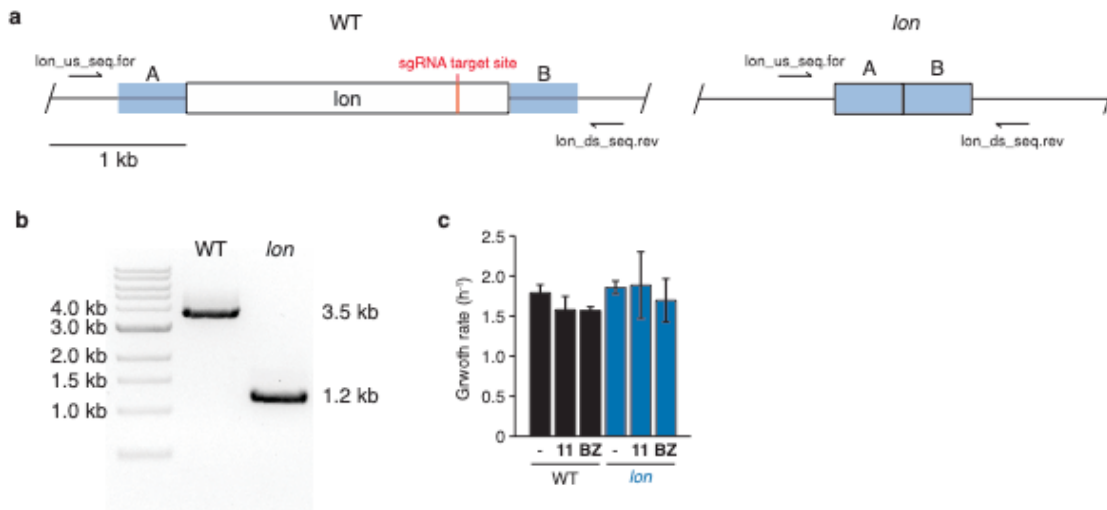 a
WT
lon
lon_us_seq.for
A
sgRNA target site
B
lon
lon_ds_seq.rev
1 kb
lon_us_seq.for
A
B
lon_ds_seq.rev
b
WT
lon
4.0 kb
3.0 kb
2.0 kb
1.5 kb
1.0 kb
3.5 kb
1.2 kb
c
Grwoth rate (h⁻¹)
2.5
2.0
1.5
1.0
0.5
0
- 11 BZ - 11 BZ
WT lon